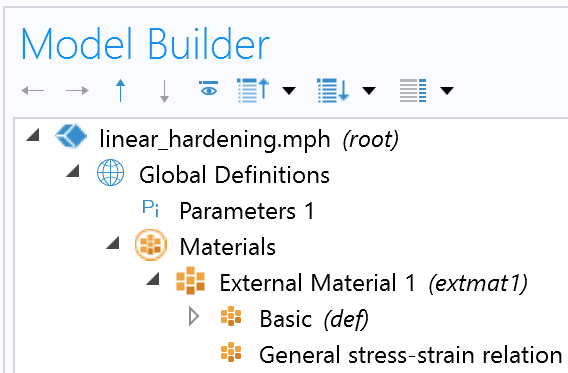 Model Builder
linear_hardening.mph (root)
Global Definitions
Pi Parameters 1
Materials
External Material 1 (extmat1)
Basic (def)
General stress-strain relation